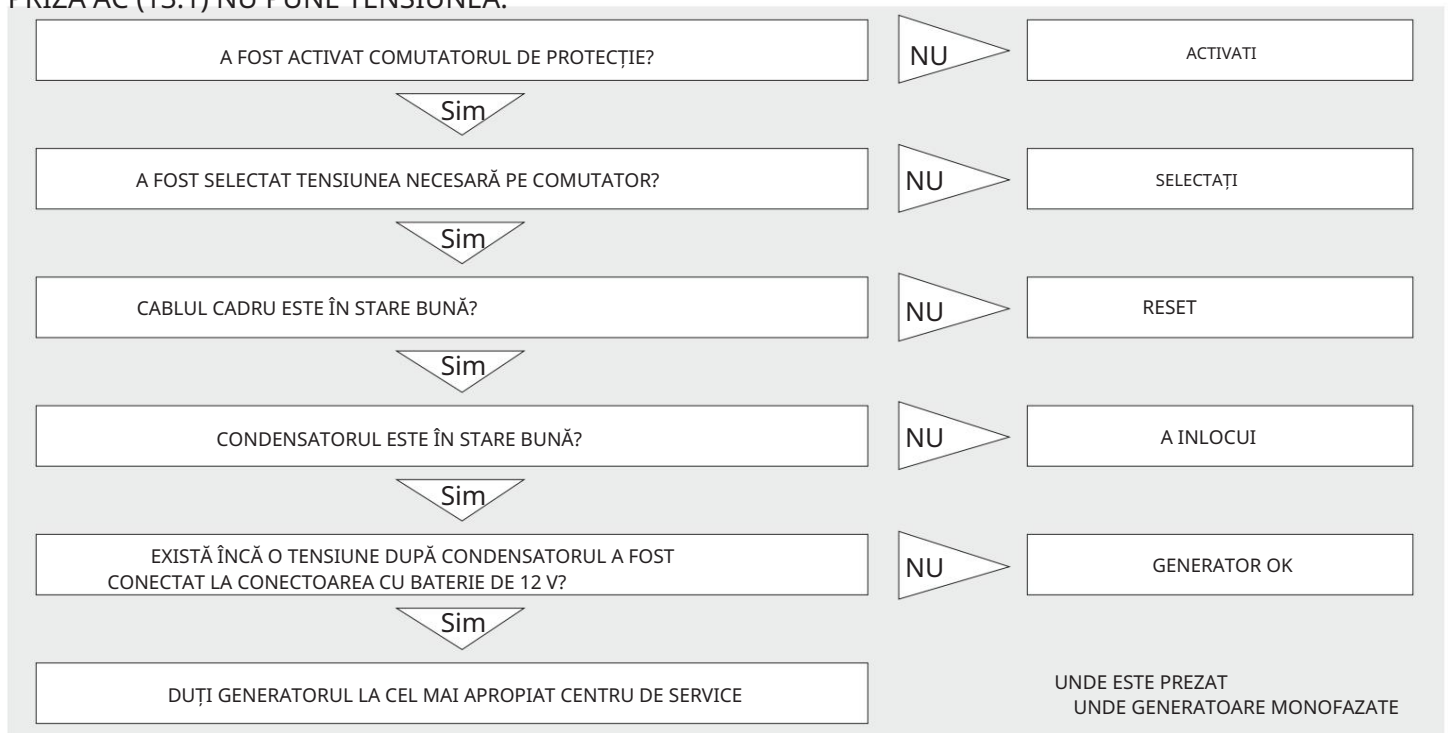 PRIZA AC (15.1) NU PUNE TENSIUNEA.
A FOST ACTIVAT COMUTATORUL DE PROTECȚIE?
NU
ACTIVATI
Sim
A FOST SELECTAT TENSIUNEA NECESARĂ PE COMUTATOR?
NU
SELECTAȚI
Sim
CABLUL CADRU ESTE ÎN STARE BUNĂ?
NU
RESET
Sim
CONDENSATORUL ESTE ÎN STARE BUNĂ?
NU
A INLOCUI
Sim
EXISTĂ ÎNCĂ O TENSIUNE DUPĂ CONDENSATORUL A FOST
CONECTAT LA CONECTOAREA CU BATERIE DE 12 V?
NU
GENERATOR OK
Sim
DUȚI GENERATORUL LA CEL MAI APROPIAT CENTRU DE SERVICE
UNDE ESTE PREZAT
UNDE GENERATOARE MONOFAZATE